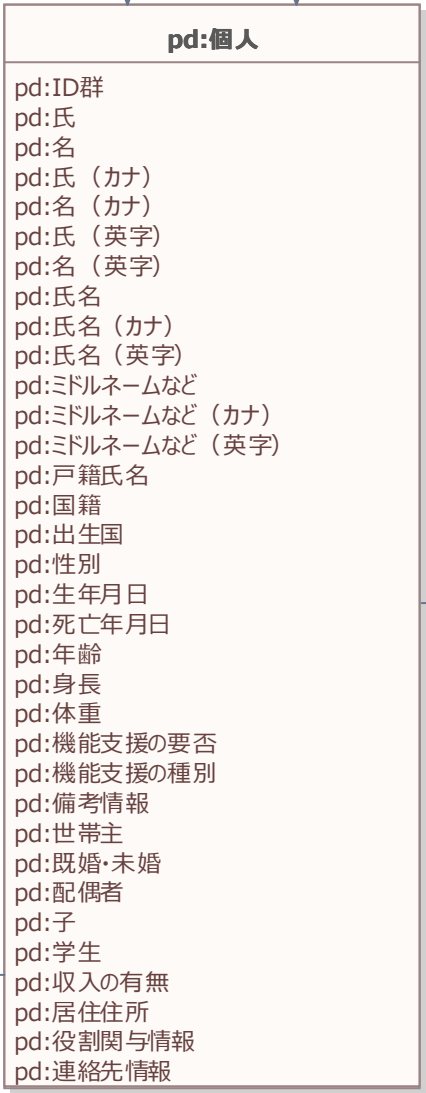 pd:個人
pd:ID群
pd:氏
pd:名
pd:氏（カナ）
pd:名（カナ）
pd:氏（英字）
pd:名（英字）
pd:氏名
pd:氏名（カナ）
pd:氏名（英字）
pd:ミドルネームなど
pd:ミドルネームなど（カナ）
pd:ミドルネームなど（英字）
pd:戸籍氏名
pd:国籍
pd:出生国
pd:性別
pd:生年月日
pd:死亡年月日
pd:年齢
pd:身長
pd:体重
pd:機能支援の要否
pd:機能支援の種別
pd:備考情報
pd:世帯主
pd:既婚・未婚
pd:配偶者
pd:子
pd:学生
pd:収入の有無
pd:居住住所
pd:役割関与情報
pd:連絡先情報